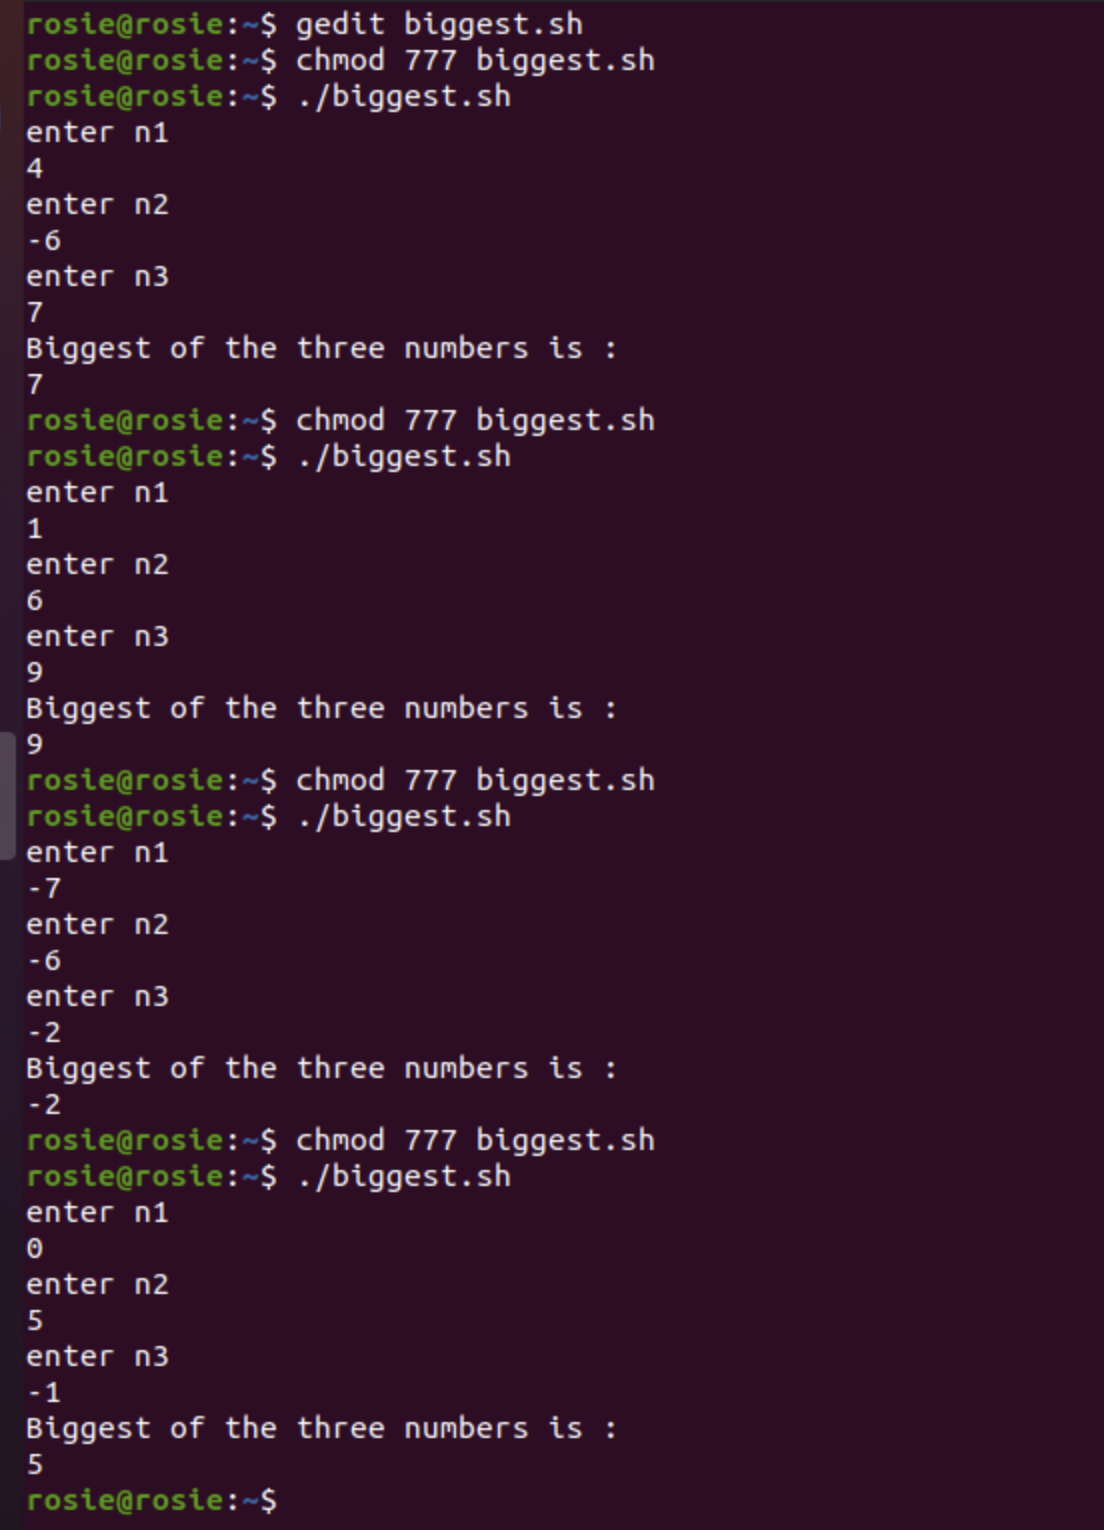 rosie@rosie:~$ gedit biggest.sh
rosie@rosie:~$ chmod 777 biggest.sh
rosie@rosie:~$ ./biggest.sh
enter n1
4
enter n2
-6
enter n3
7
Biggest of the three numbers is :
7
rosie@rosie:~$ chmod 777 biggest.sh
rosie@rosie:~$ ./biggest.sh
enter n1
1
enter n2
6
enter n3
9
Biggest of the three numbers is :
9
rosie@rosie:~$ chmod 777 biggest.sh
rosie@rosie:~$ ./biggest.sh
enter n1
-7
enter n2
-6
enter n3
-2
Biggest of the three numbers is :
-2
rosie@rosie:~$ chmod 777 biggest.sh
rosie@rosie:~$ ./biggest.sh
enter n1
0
enter n2
5
enter n3
-1
Biggest of the three numbers is :
5
rosie@rosie:~$